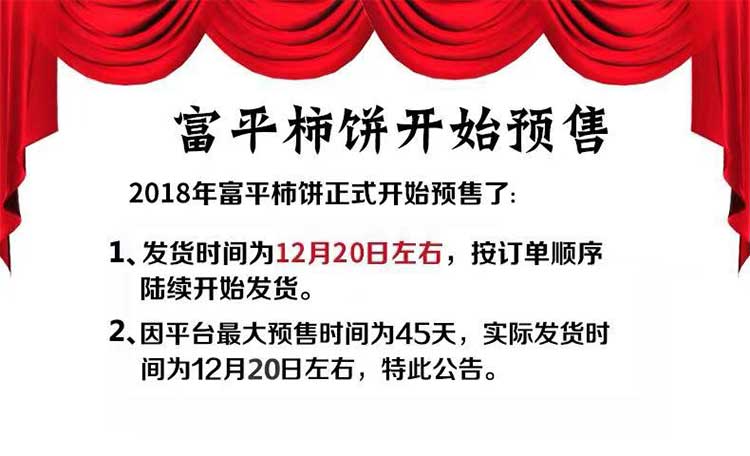 富平柿饼开始预售
2018年富平柿饼正式开始预售了:
1、发货时间为12月20日左右，按订单顺序
陆续开始发货。
2、因平台最大预售时间为45天，实际发货时
间为12月20日左右，特此公告。